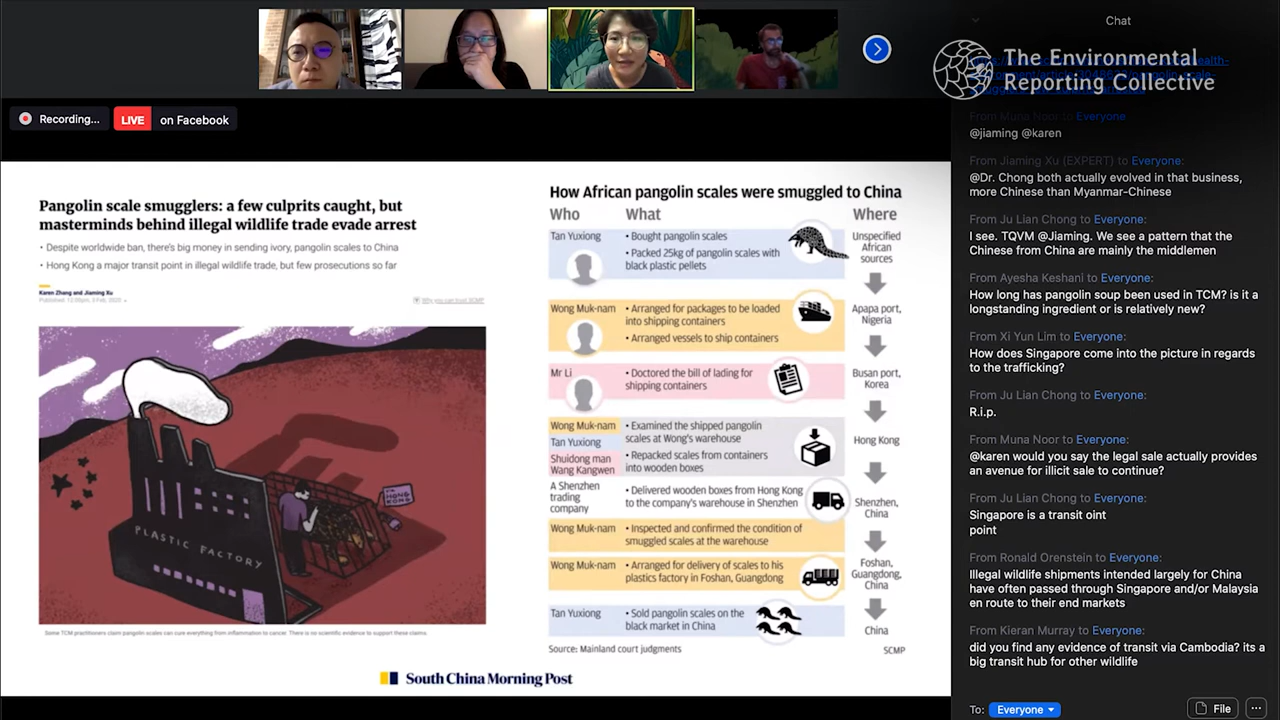 Recording...
LIVE
on Facebook
Chat
The Environmental
Reporting Collective
Pangolin scale smugglers: a few culprits caught, but
masterminds behind illegal wildlife trade evade arrest
• Despite worldwide ban, there's big money in sending ivory, pangolin scales to China
• Hong Kong a major transit point in illegal wildlife trade, but few prosecutions so far
Karen Zhang and Jiaming Xu
Published: 12:00pm, 3 Feb, 2020
Why you can trust SCMP
HONG KONG
PLASTIC FACTORY
Some TCM practitioners claim pangolin scales can cure everything from inflammation to cancer. There is no scientific evidence to support these claims.
How African pangolin scales were smuggled to China
Who What Where
Tan Yuxiong
• Bought pangolin scales
• Packed 25kg of pangolin scales with
black plastic pellets
Unspecified
African
sources
Wong Muk-nam
• Arranged for packages to be loaded
into shipping containers
• Arranged vessels to ship containers
Apapa port,
Nigeria
Mr Li
• Doctored the bill of lading for
shipping containers
Busan port,
Korea
Wong Muk-nam
Tan Yuxiong
Shuidong man
Wang Kangwen
• Examined the shipped pangolin
scales at Wong's warehouse
• Repacked scales from containers
into wooden boxes
Hong Kong
A Shenzhen
trading
company
• Delivered wooden boxes from Hong Kong
to the company's warehouse in Shenzhen
Shenzhen,
China
Wong Muk-nam
• Inspected and confirmed the condition of
smuggled scales at the warehouse
Wong Muk-nam
• Arranged for delivery of scales to his
plastics factory in Foshan, Guangdong
Foshan,
Guangdong,
China
Tan Yuxiong
• Sold pangolin scales on the
black market in China
China
Source: Mainland court judgments
SCMP
South China Morning Post
From Muna Noor to Everyone
@jiaming @karen
From Jiaming Xu (EXPERT) to Everyone:
@Dr. Chong both actually evolved in that business,
more Chinese than Myanmar-Chinese
From Ju Lian Chong to Everyone:
I see, TQVM @Jiaming. We see a pattern that the
Chinese from China are usually the middlemen
From Ayesha Keshani to Everyone:
How long has pangolin soup been used in TCM? is it a
longstanding ingredient or is relatively new?
From Xi Yun Lim to Everyone:
How does Singapore come into the picture in regards
to the trafficking?
From Ju Lian Chong to Everyone:
R.i.p.
From Muna Noor to Everyone:
@karen would you say the legal sale actually provides
an avenue for illicit sale to continue?
From Ju Lian Chong to Everyone:
Singapore is a transit oint
point
From Ronald Orenstein to Everyone:
Illegal wildlife shipments intended largely for China
have often passed through Singapore and/or Malaysia
en route to their end markets
From Kieran Murray to Everyone:
did you find any evidence of transit via Cambodia? its a
big transit hub for other wildlife
To: Everyone
File